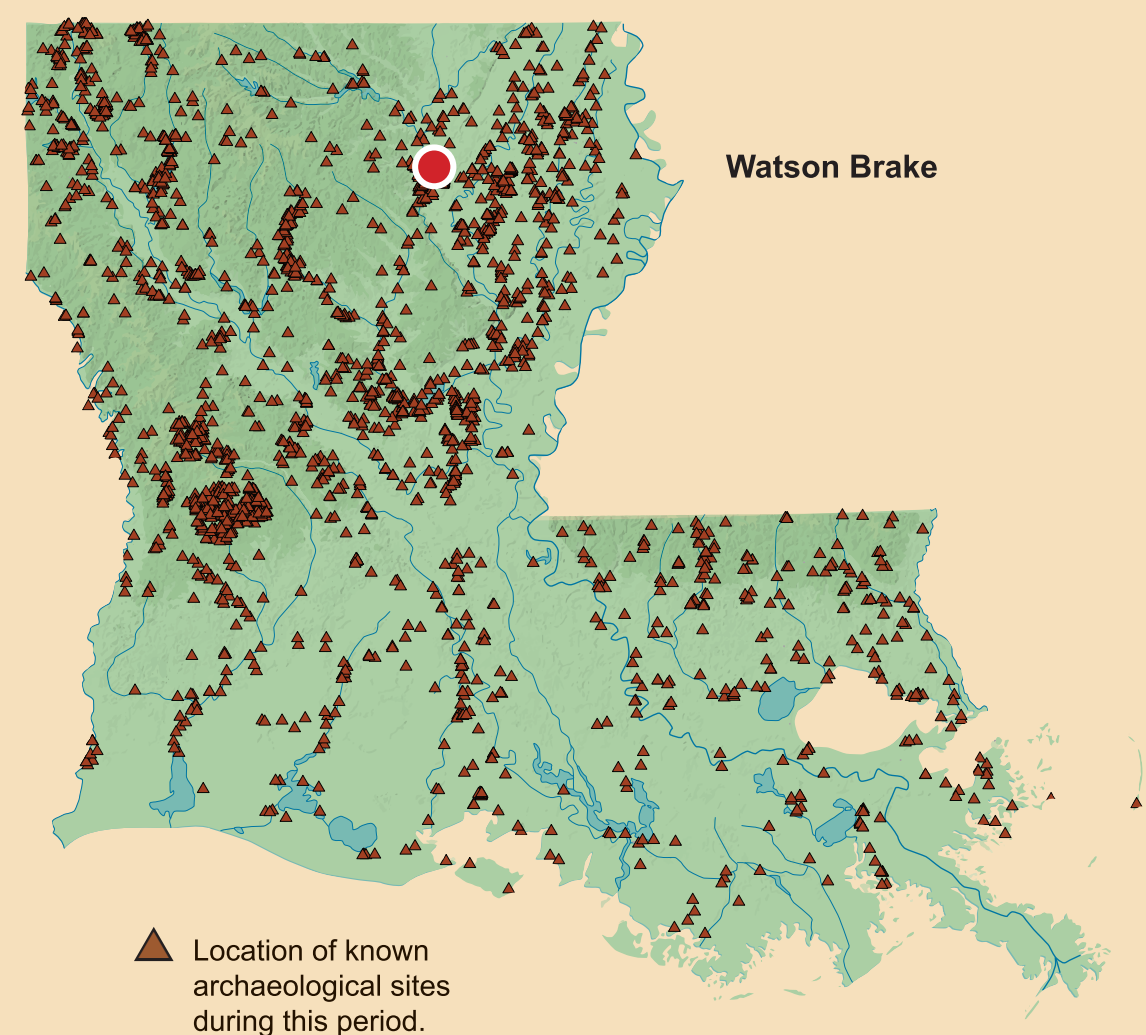 Watson Brake
Location of known
archaeological sites
during this period.